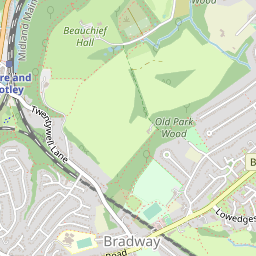 Wood
Midland Main
Beauchief
Hall
re and
otley
Twentywell Lane
Old Park
Wood
B
Lowedges
Bradway
Road